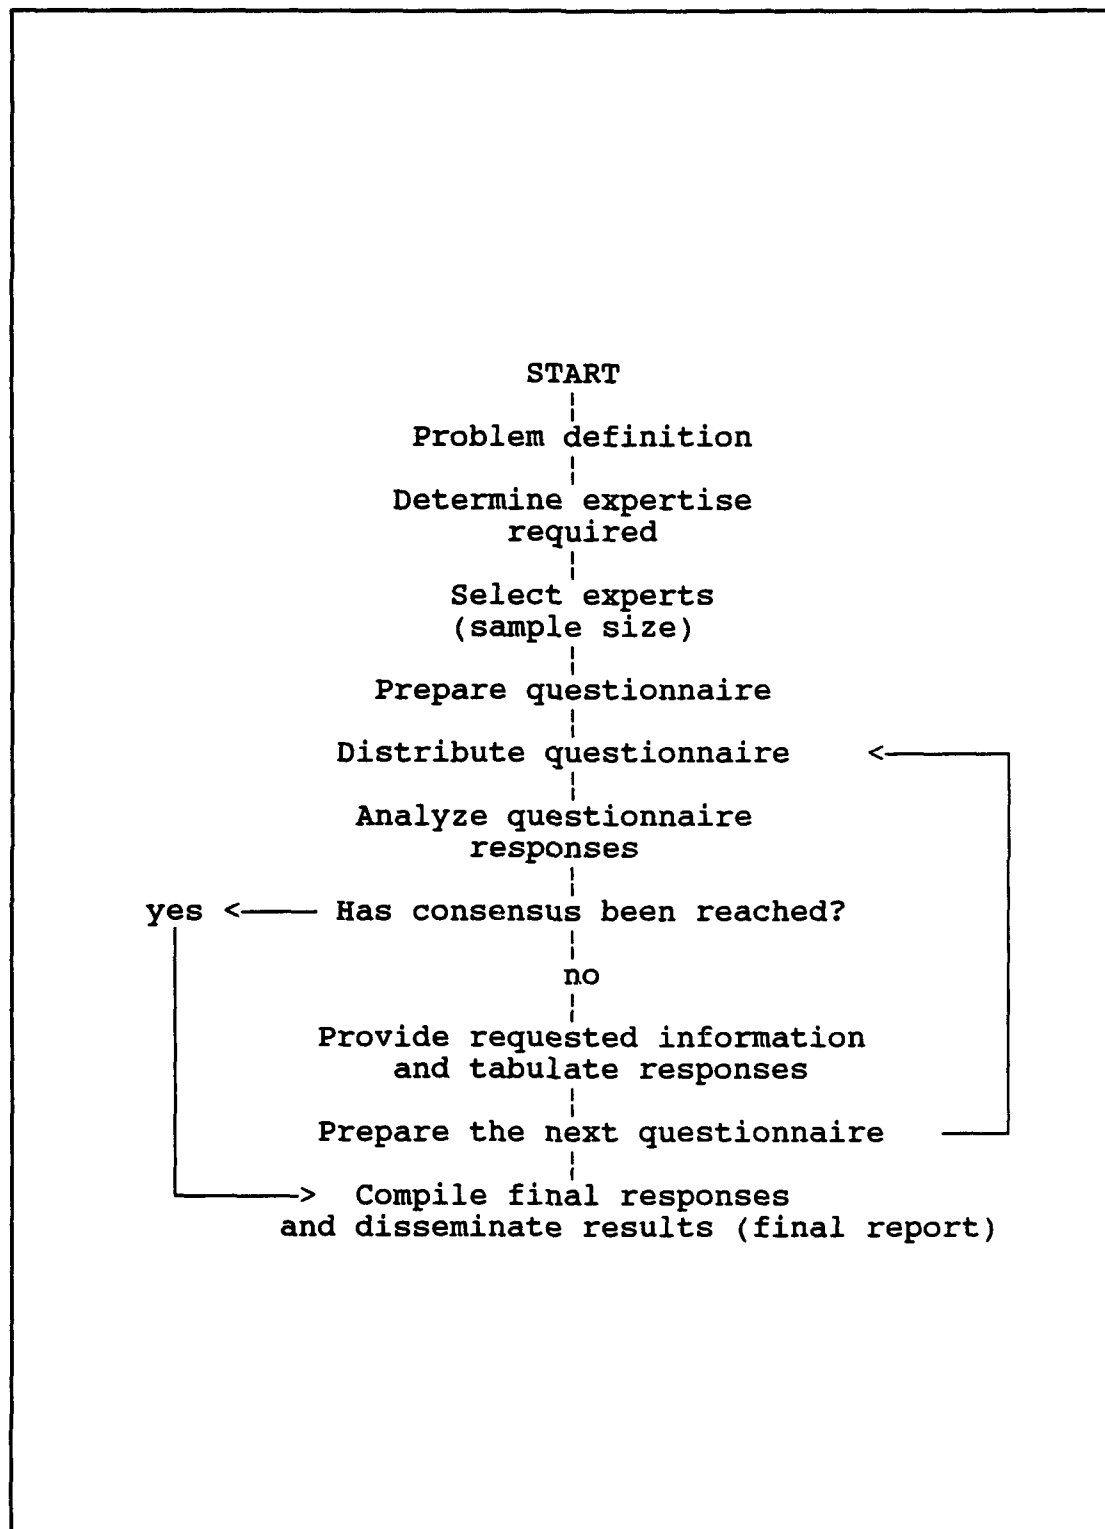 START
Problem definition
Determine expertise
required
Select experts
(sample size)
Prepare questionnaire
Distribute questionnaire <
Analyze questionnaire
responses
yes < Has consensus been reached?
no
Provide requested information
and tabulate responses
Prepare the next questionnaire
> Compile final responses
and disseminate results (final report)